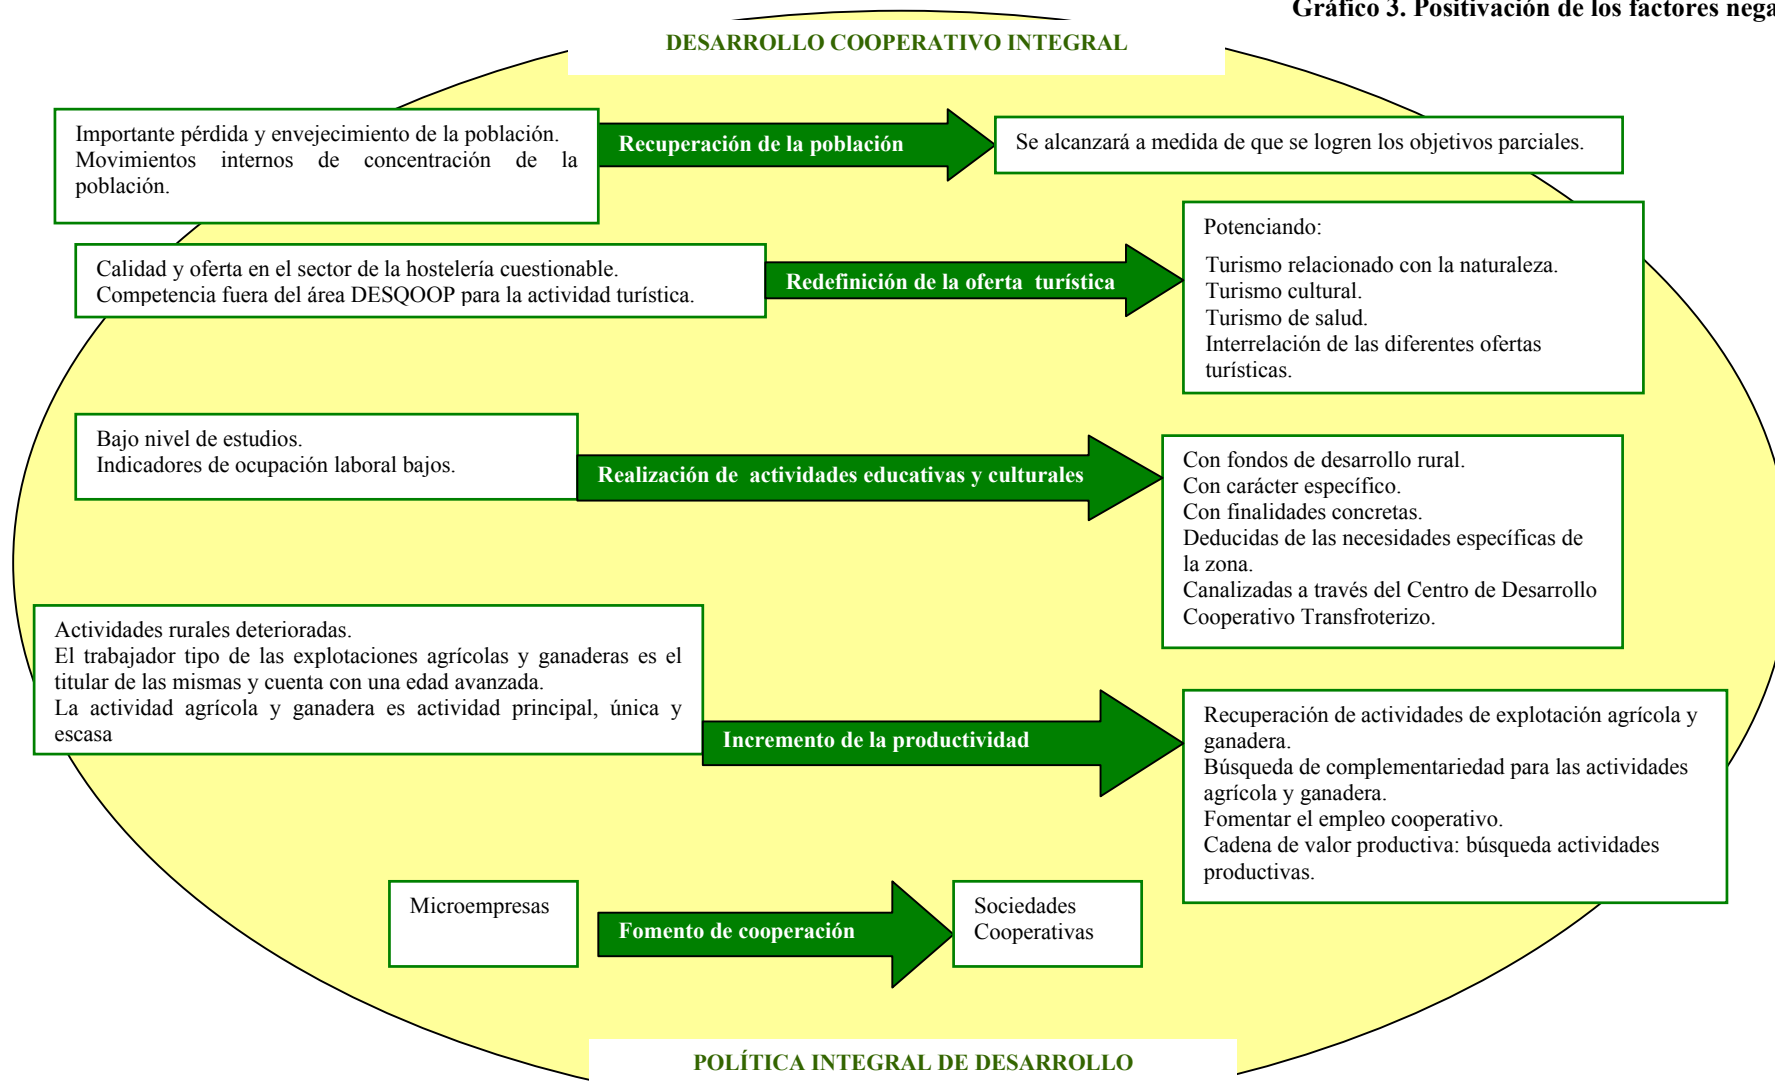 Gráfico 3. Positivación de los factores nega
DESARROLLO COOPERATIVO INTEGRAL
Importante pérdida y envejecimiento de la población.
Movimientos internos de concentración de la
población.
Recuperación de la población
Se alcanzará a medida de que se logren los objetivos parciales.
Calidad y oferta en el sector de la hostelería cuestionable.
Competencia fuera del área DESQOOP para la actividad turística.
Redefinición de la oferta turística
Potenciando:
Turismo relacionado con la naturaleza.
Turismo cultural.
Turismo de salud.
Interrelación de las diferentes ofertas
turísticas.
Bajo nivel de estudios.
Indicadores de ocupación laboral bajos.
Realización de actividades educativas y culturales
Con fondos de desarrollo rural.
Con carácter específico.
Con finalidades concretas.
Deducidas de las necesidades específicas de
la zona.
Canalizadas a través del Centro de Desarrollo
Cooperativo Transfroterizo.
Actividades rurales deterioradas.
El trabajador tipo de las explotaciones agrícolas y ganaderas es el
titular de las mismas y cuenta con una edad avanzada.
La actividad agrícola y ganadera es actividad principal, única y
escasa
Incremento de la productividad
Recuperación de actividades de explotación agrícola y
ganadera.
Búsqueda de complementariedad para las actividades
agrícola y ganadera.
Fomentar el empleo cooperativo.
Cadena de valor productiva: búsqueda actividades
productivas.
Microempresas
Fomento de cooperación
Sociedades
Cooperativas
POLÍTICA INTEGRAL DE DESARROLLO